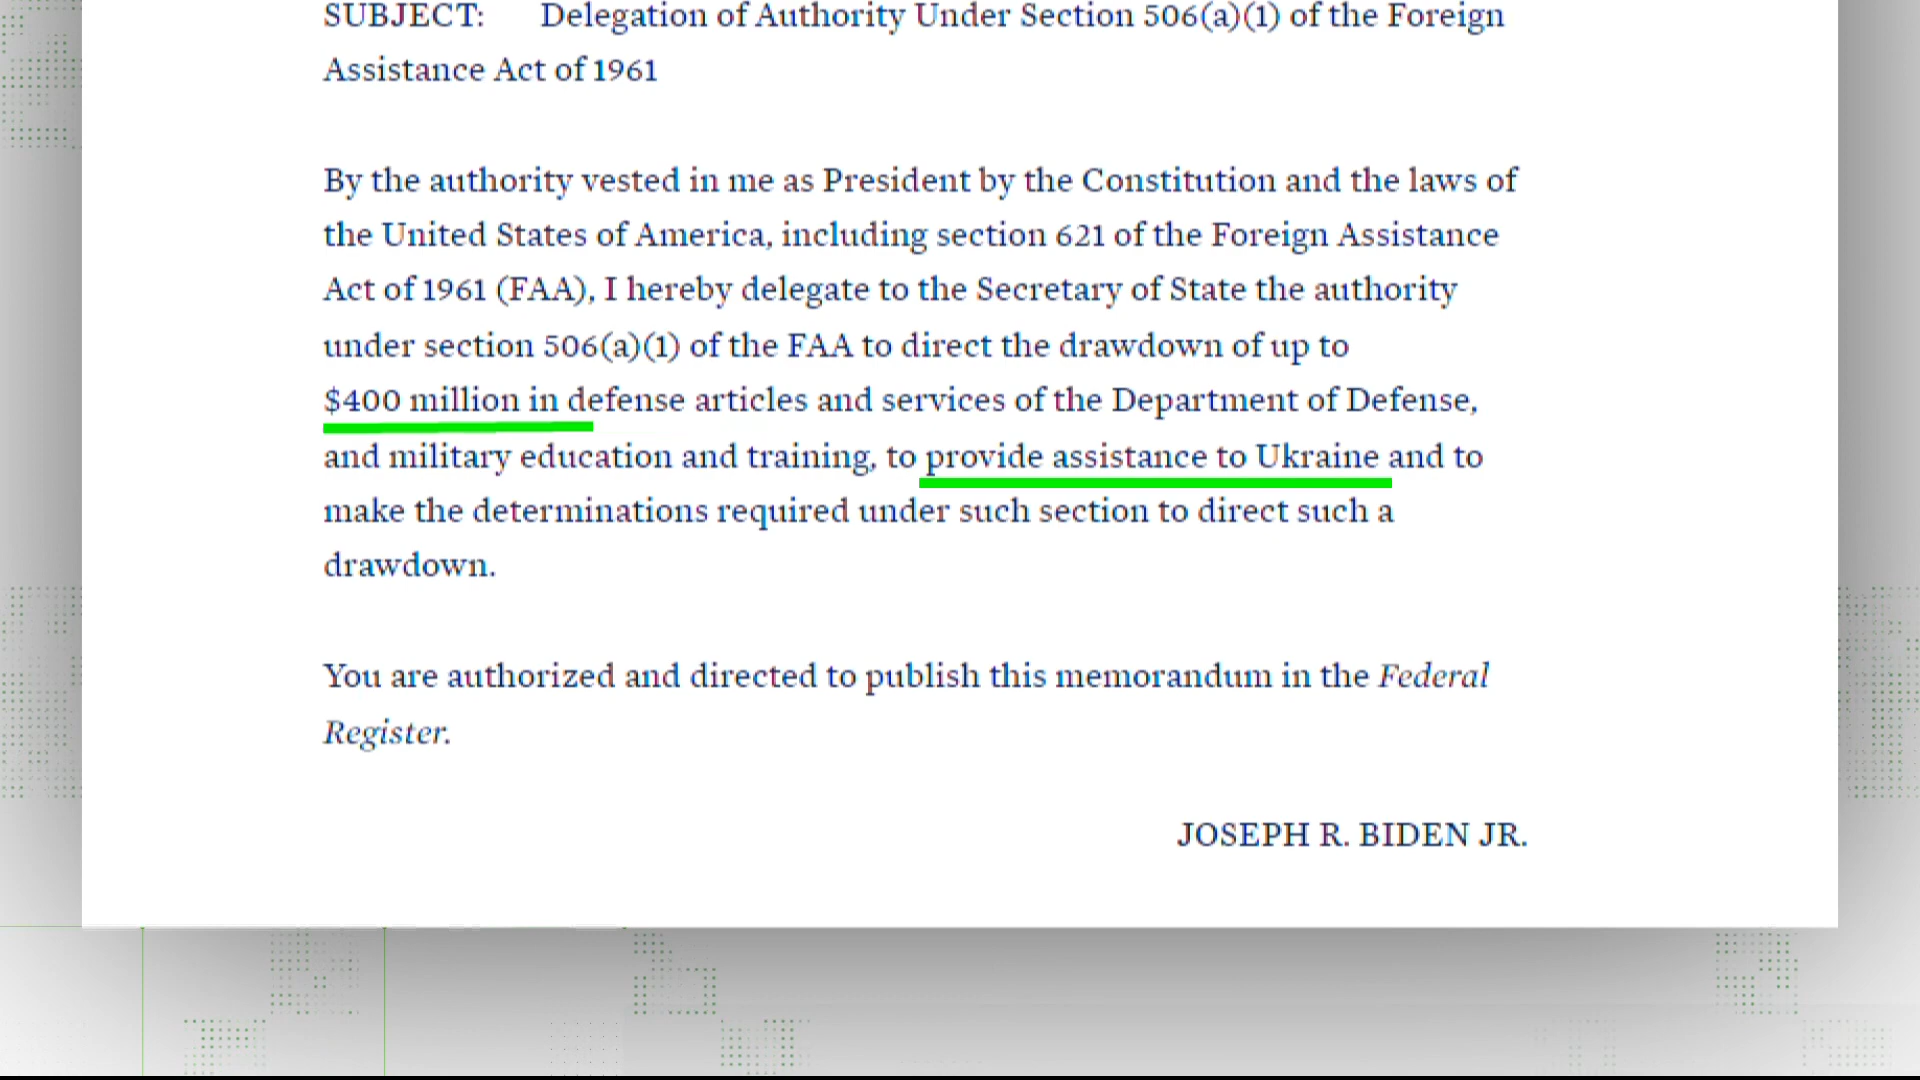 SUBJECT: Delegation of Authority Under Section 506(a)(1) of the Foreign
Assistance Act of 1961
By the authority vested in me as President by the Constitution and the laws of
the United States of America, including section 621 of the Foreign Assistance
Act of 1961 (FAA), I hereby delegate to the Secretary of State the authority
under section 506(a)(1) of the FAA to direct the drawdown of up to
$400 million in defense articles and services of the Department of Defense,
and military education and training, to provide assistance to Ukraine and to
make the determinations required under such section to direct such a
drawdown.
You are authorized and directed to publish this memorandum in the Federal
Register.
JOSEPH R. BIDEN JR.